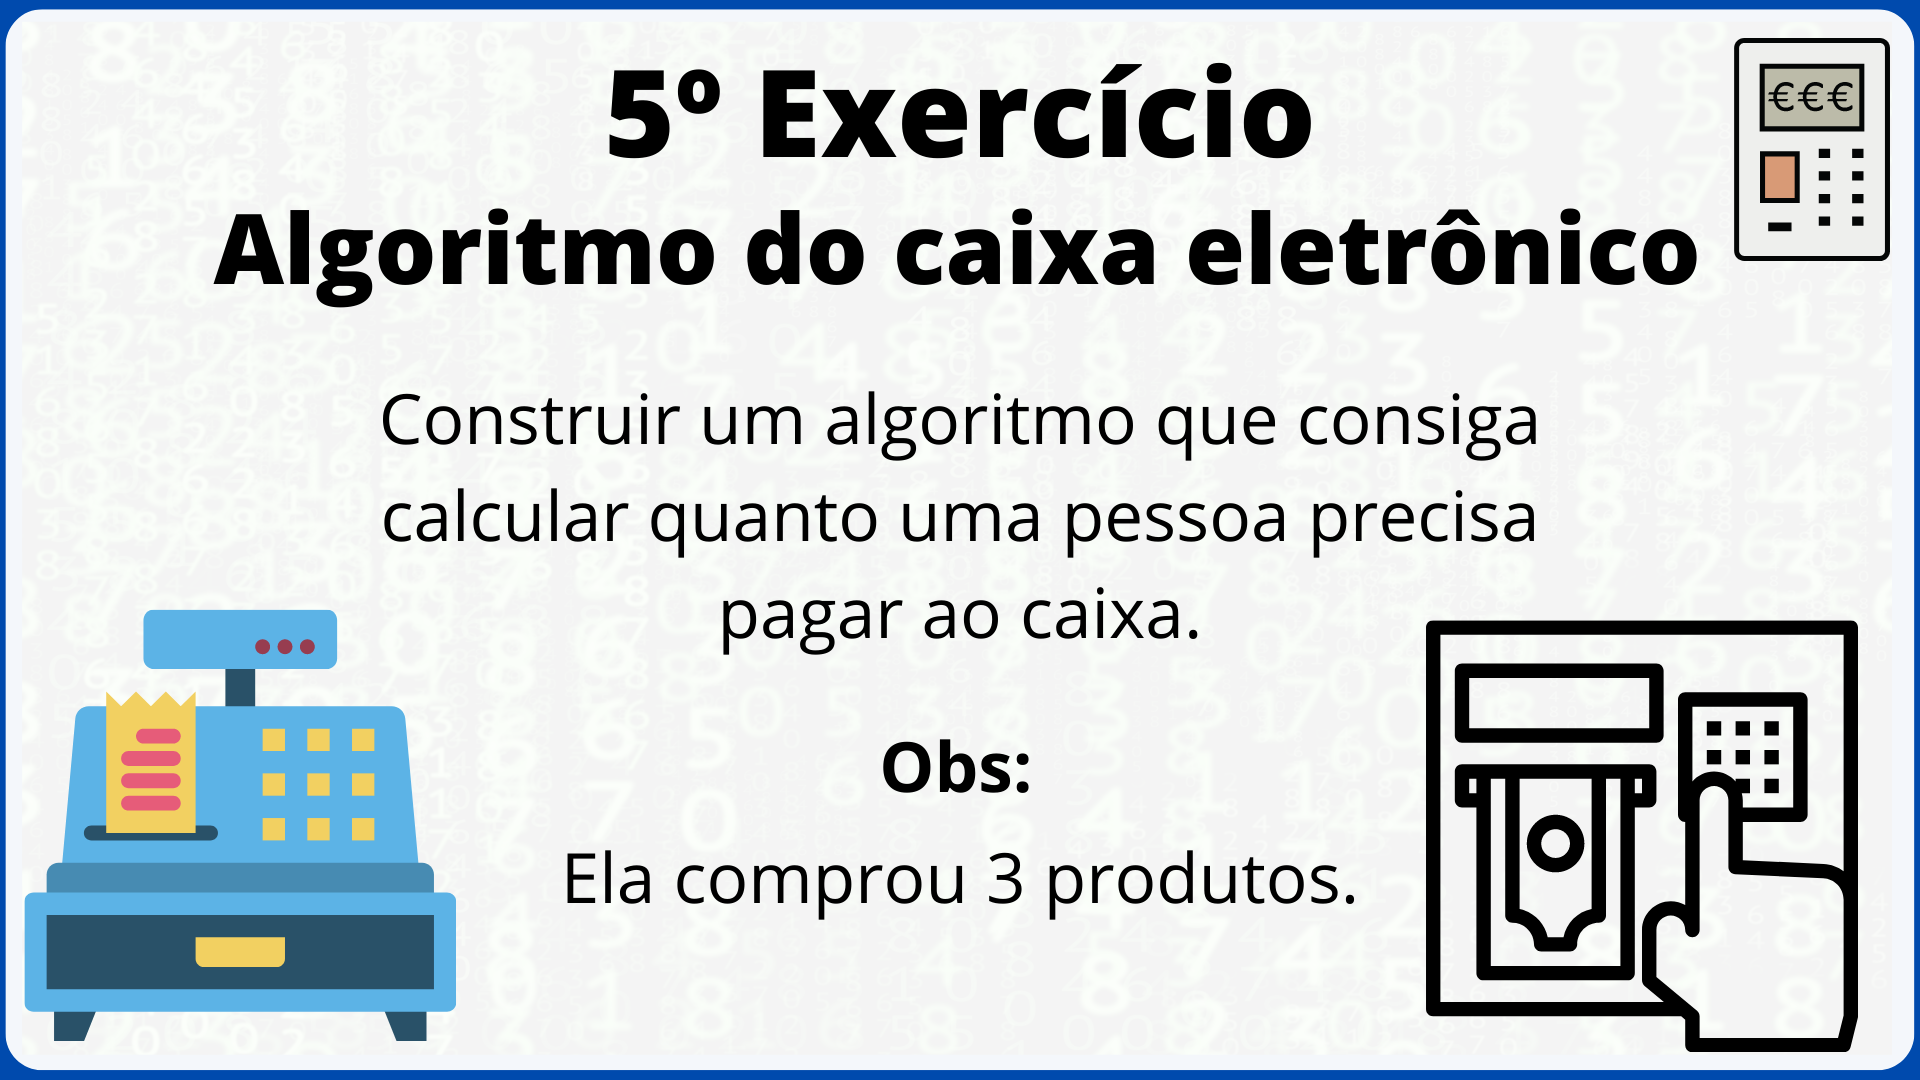 5º Exercício
€€€
Algoritmo do caixa eletrônico
Construir um algoritmo que consiga
calcular quanto uma pessoa precisa
pagar ao caixa.
Obs:
Ela comprou 3 produtos.